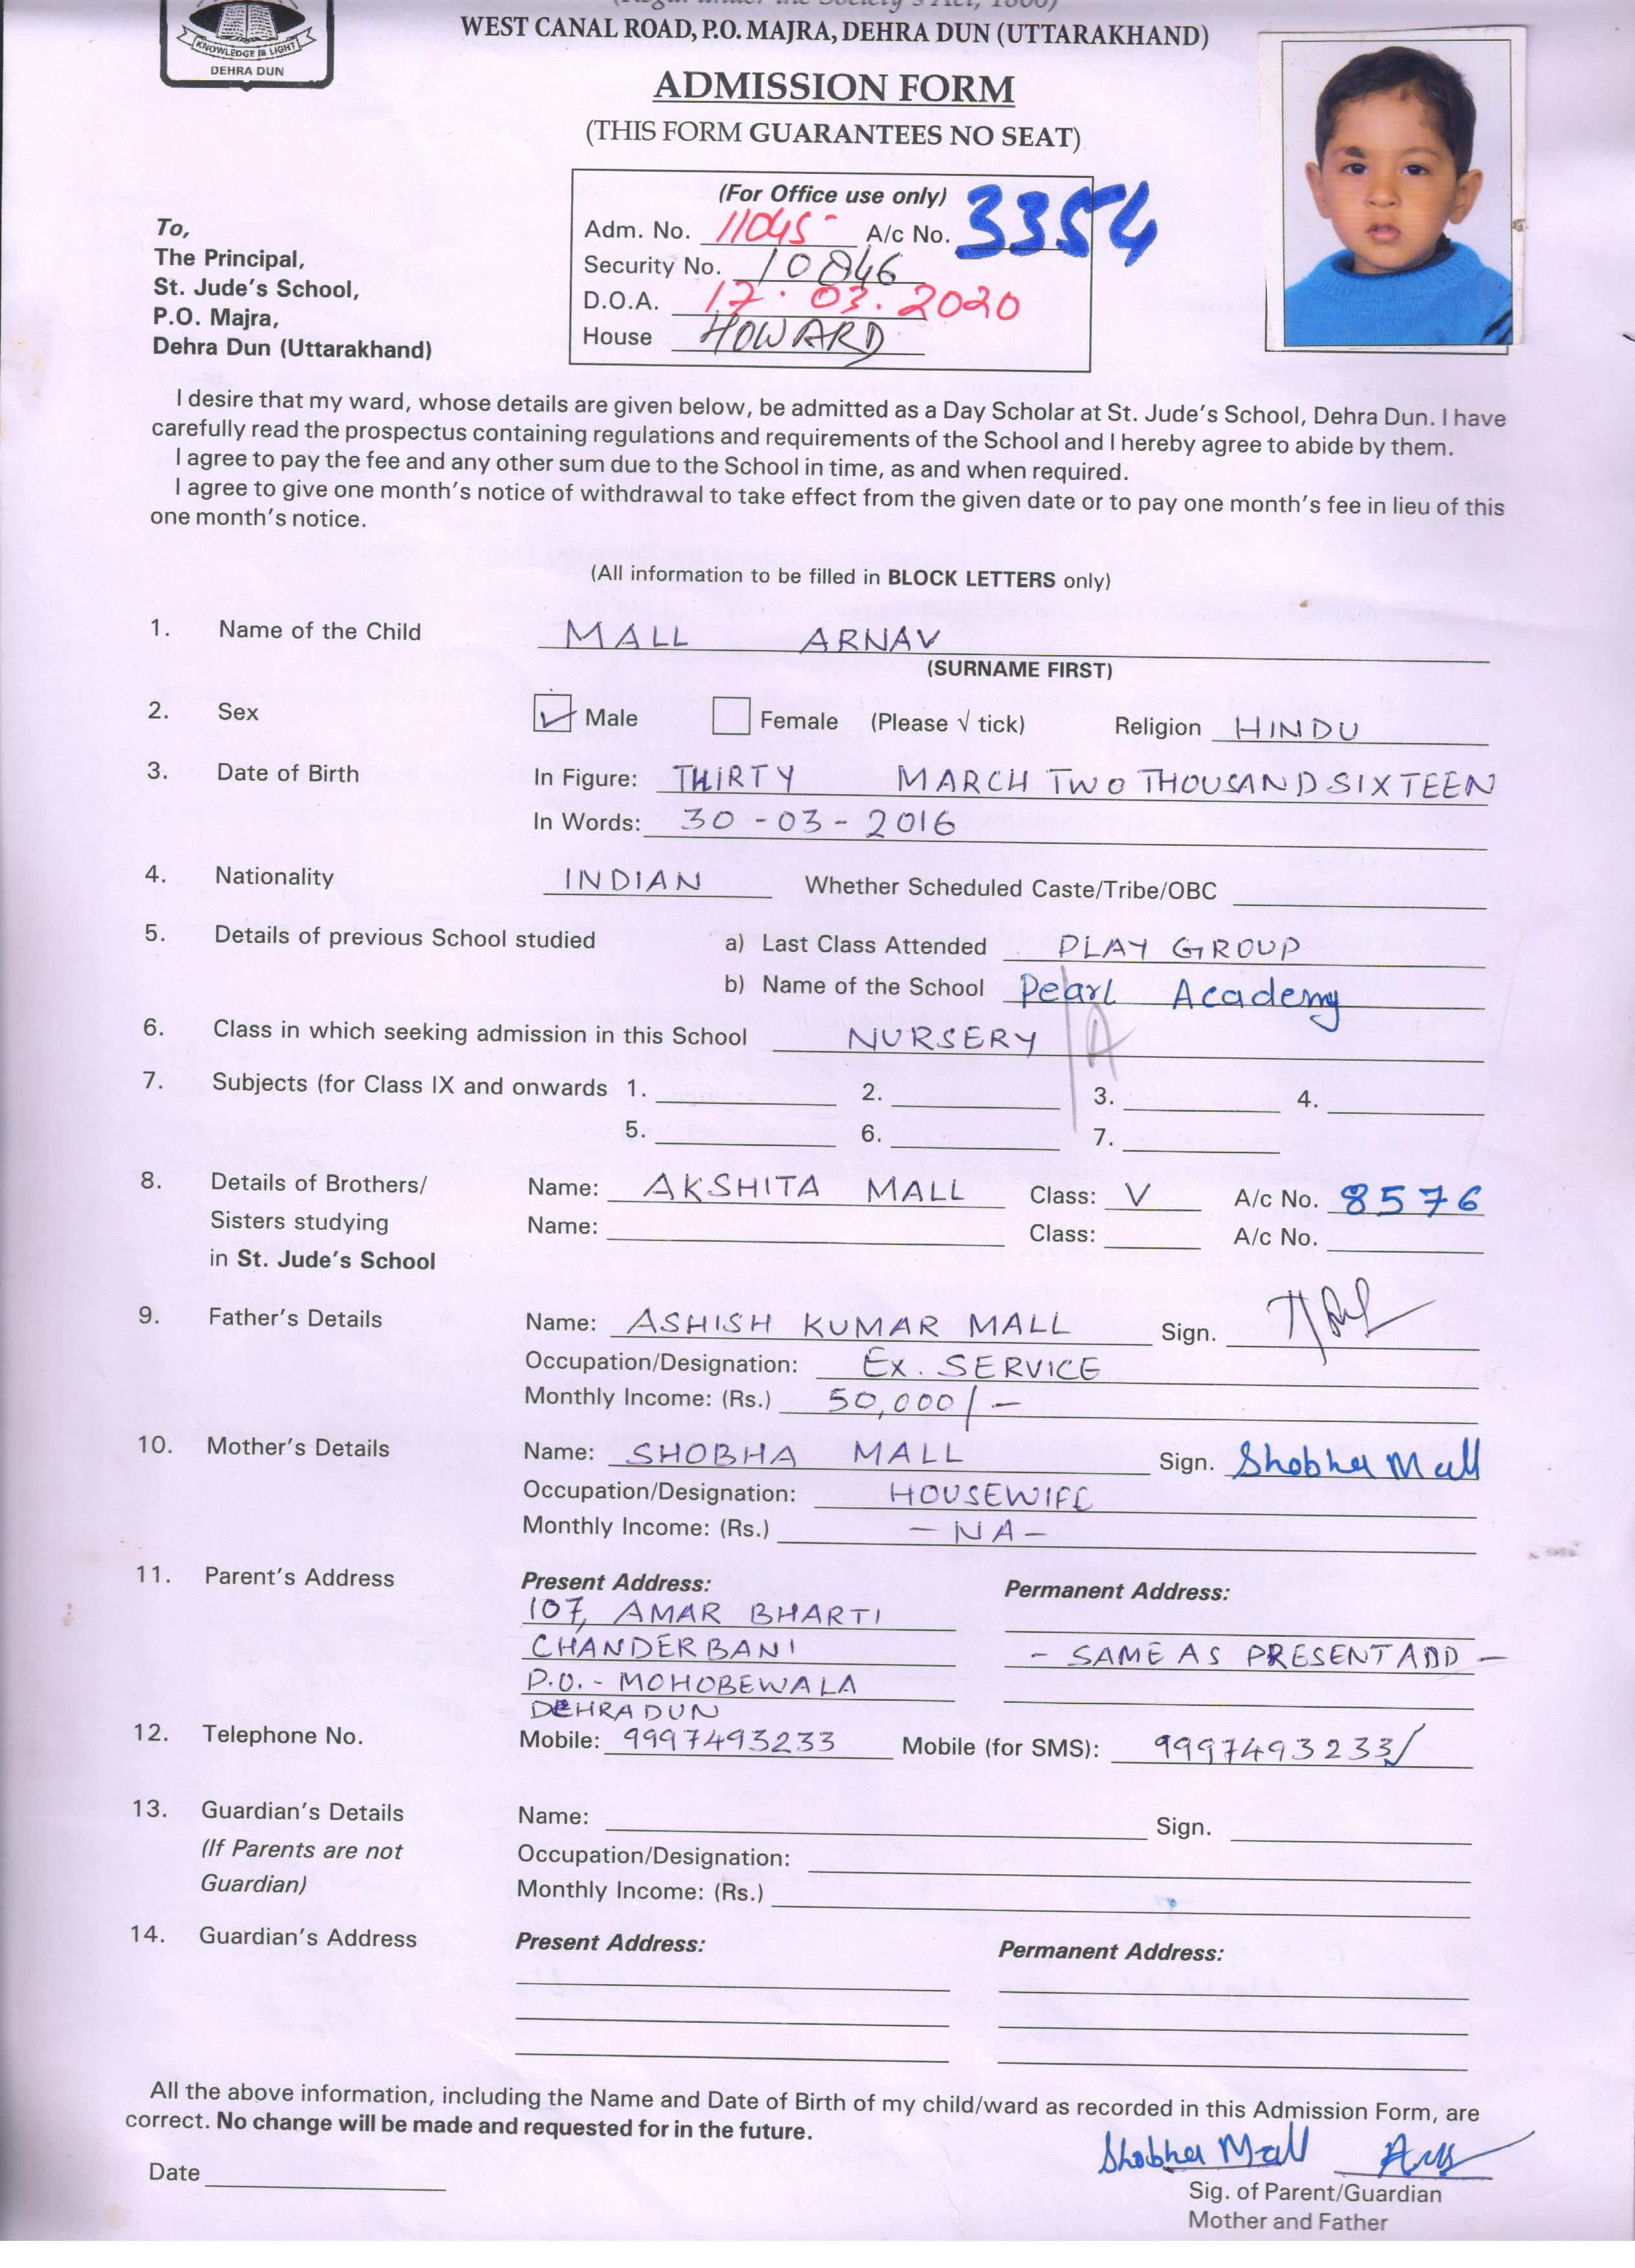 KNOWLEDGE IS LIGHT
DEHRA DUN
(Regd. under the Society's Act, 1860)
WEST CANAL ROAD, P.O. MAJRA, DEHRA DUN (UTTARAKHAND)
ADMISSION FORM
(THIS FORM GUARANTEES NO SEAT)
(For Office use only)
Adm. No. 11045 A/c No. 3354
Security No. 10846
D.O.A. 17.03.2020
House HOWARD
To,
The Principal,
St. Jude's School,
P.O. Majra,
Dehra Dun (Uttarakhand)
I desire that my ward, whose details are given below, be admitted as a Day Scholar at St. Jude's School, Dehra Dun. I have
carefully read the prospectus containing regulations and requirements of the School and I hereby agree to abide by them.
I agree to pay the fee and any other sum due to the School in time, as and when required.
I agree to give one month's notice of withdrawal to take effect from the given date or to pay one month's fee in lieu of this
one month's notice.
(All information to be filled in BLOCK LETTERS only)
1. Name of the Child MALL ARNAV
(SURNAME FIRST)
2. Sex Male Female (Please √ tick) Religion HINDU
3. Date of Birth In Figure: THIRTY MARCH TWO THOUSAND SIXTEEN
In Words: 30-03-2016
4. Nationality INDIAN Whether Scheduled Caste/Tribe/OBC
5. Details of previous School studied a) Last Class Attended PLAY GROUP
b) Name of the School Pearl Academy
6. Class in which seeking admission in this School NURSERY /A
7. Subjects (for Class IX and onwards 1. 2. 3. 4.
5. 6. 7.
8. Details of Brothers/ Name: AKSHITA MALL Class: V A/c No. 8576
Sisters studying Name: Class: A/c No.
in St. Jude's School
9. Father's Details Name: ASHISH KUMAR MALL Sign.
Occupation/Designation: EX. SERVICE
Monthly Income: (Rs.) 50,000/-
10. Mother's Details Name: SHOBHA MALL Sign. Shobha Mall
Occupation/Designation: HOUSEWIFE
Monthly Income: (Rs.) -NA-
11. Parent's Address Present Address: Permanent Address:
107, AMAR BHARTI
CHANDERBANI - SAME AS PRESENT ADD -
P.O.- MOHOBEWALA
DEHRADUN
12. Telephone No. Mobile: 9997493233 Mobile (for SMS): 9997493233/
13. Guardian's Details Name: Sign.
(If Parents are not Occupation/Designation:
Guardian) Monthly Income: (Rs.)
14. Guardian's Address Present Address: Permanent Address:
All the above information, including the Name and Date of Birth of my child/ward as recorded in this Admission Form, are
correct. No change will be made and requested for in the future.
Shobha Mall
Date
Sig. of Parent/Guardian
Mother and Father